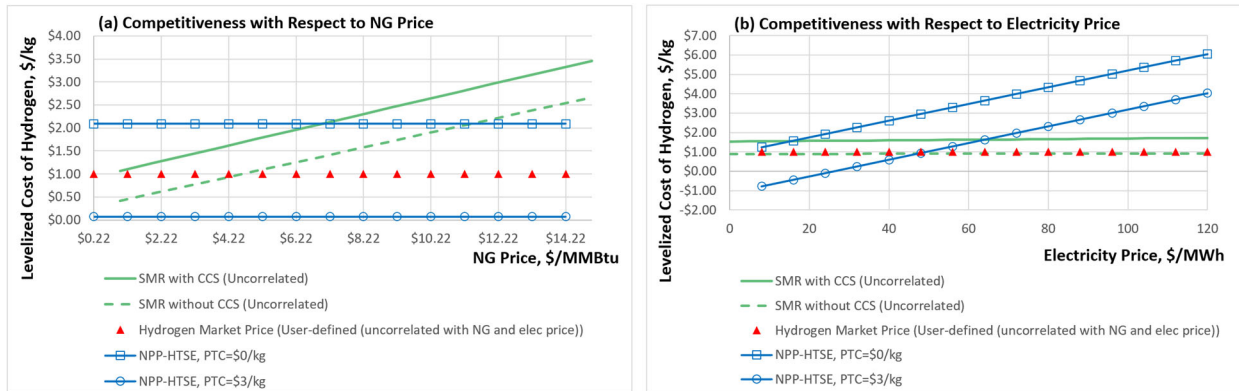 (a) Competitiveness with Respect to NG Price
Levelized Cost of Hydrogen, $/kg
$4.00
$3.50
$3.00
$2.50
$2.00
$1.50
$1.00
$0.50
$0.00
$0.22
$2.22
$4.22
$6.22
$8.22
$10.22
$12.22
$14.22
NG Price, $/MMBtu
SMR with CCS (Uncorrelated)
SMR without CCS (Uncorrelated)
Hydrogen Market Price (User-defined (uncorrelated with NG and elec price))
NPP-HTSE, PTC=$0/kg
NPP-HTSE, PTC=$3/kg
(b) Competitiveness with Respect to Electricity Price
Levelized Cost of Hydrogen, $/kg
$7.00
$6.00
$5.00
$4.00
$3.00
$2.00
$1.00
$0.00
-$1.00
-$2.00
0
20
40
60
80
100
120
Electricity Price, $/MWh
SMR with CCS (Uncorrelated)
SMR without CCS (Uncorrelated)
Hydrogen Market Price (User-defined (uncorrelated with NG and elec price))
NPP-HTSE, PTC=$0/kg
NPP-HTSE, PTC=$3/kg